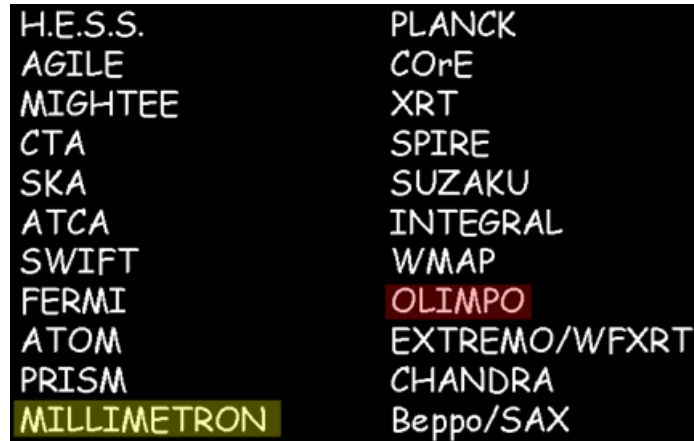 H.E.S.S.
AGILE
MIGHTEE
CTA
SKA
ATCA
SWIFT
FERMI
ATOM
PRISM
MILLIMETRON
PLANCK
COrE
XRT
SPIRE
SUZAKU
INTEGRAL
WMAP
OLIMPO
EXTREMO/WFXRT
CHANDRA
Beppo/SAX